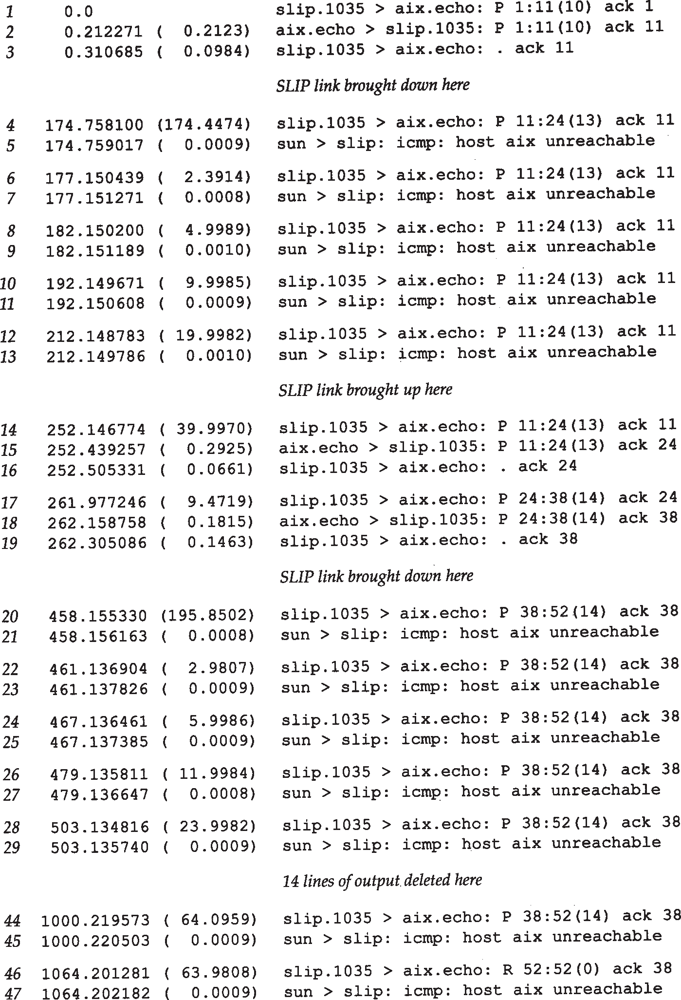 1 0.0 slip.1035 > aix.echo: P 1:11(10) ack 1
2 0.212271 ( 0.2123) aix.echo > slip.1035: P 1:11(10) ack 11
3 0.310685 ( 0.0984) slip.1035 > aix.echo: . ack 11
SLIP link brought down here
4 174.758100 (174.4474) slip.1035 > aix.echo: P 11:24(13) ack 11
5 174.759017 ( 0.0009) sun > slip: icmp: host aix unreachable
6 177.150439 ( 2.3914) slip.1035 > aix.echo: P 11:24(13) ack 11
7 177.151271 ( 0.0008) sun > slip: icmp: host aix unreachable
8 182.150200 ( 4.9989) slip.1035 > aix.echo: P 11:24(13) ack 11
9 182.151189 ( 0.0010) sun > slip: icmp: host aix unreachable
10 192.149671 ( 9.9985) slip.1035 > aix.echo: P 11:24(13) ack 11
11 192.150608 ( 0.0009) sun > slip: icmp: host aix unreachable
12 212.148783 ( 19.9982) slip.1035 > aix.echo: P 11:24(13) ack 11
13 212.149786 ( 0.0010) sun > slip: icmp: host aix unreachable
SLIP link brought up here
14 252.146774 ( 39.9970) slip.1035 > aix.echo: P 11:24(13) ack 11
15 252.439257 ( 0.2925) aix.echo > slip.1035: P 11:24(13) ack 24
16 252.505331 ( 0.0661) slip.1035 > aix.echo: . ack 24
17 261.977246 ( 9.4719) slip.1035 > aix.echo: P 24:38(14) ack 24
18 262.158758 ( 0.1815) aix.echo > slip.1035: P 24:38(14) ack 38
19 262.305086 ( 0.1463) slip.1035 > aix.echo: . ack 38
SLIP link brought down here
20 458.155330 (195.8502) slip.1035 > aix.echo: P 38:52(14) ack 38
21 458.156163 ( 0.0008) sun > slip: icmp: host aix unreachable
22 461.136904 ( 2.9807) slip.1035 > aix.echo: P 38:52(14) ack 38
23 461.137826 ( 0.0009) sun > slip: icmp: host aix unreachable
24 467.136461 ( 5.9986) slip.1035 > aix.echo: P 38:52(14) ack 38
25 467.137385 ( 0.0009) sun > slip: icmp: host aix unreachable
26 479.135811 ( 11.9984) slip.1035 > aix.echo: P 38:52(14) ack 38
27 479.136647 ( 0.0008) sun > slip: icmp: host aix unreachable
28 503.134816 ( 23.9982) slip.1035 > aix.echo: P 38:52(14) ack 38
29 503.135740 ( 0.0009) sun > slip: icmp: host aix unreachable
14 lines of output deleted here
44 1000.219573 ( 64.0959) slip.1035 > aix.echo: P 38:52(14) ack 38
45 1000.220503 ( 0.0009) sun > slip: icmp: host aix unreachable
46 1064.201281 ( 63.9808) slip.1035 > aix.echo: R 52:52(0) ack 38
47 1064.202182 ( 0.0009) sun > slip: icmp: host aix unreachable